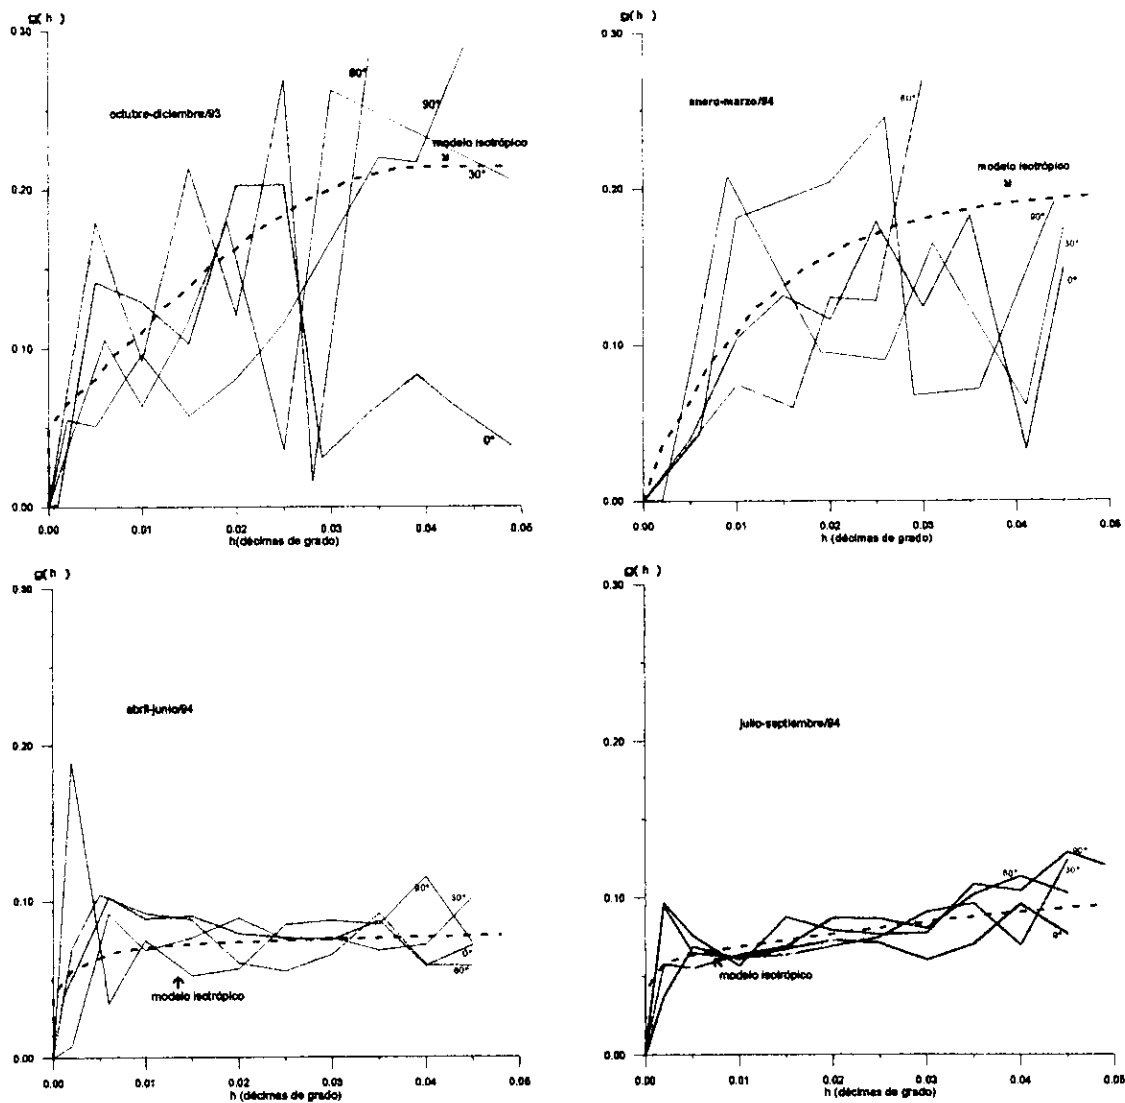 g( h )
0.30
0.20
0.10
0.00
octubre-diciembre/93
60°
90°
modelo isotrópico
30°
0°
0.00 0.01 0.02 0.03 0.04 0.05
h(décimas de grado)
g( h )
0.30
0.20
0.10
0.00
enero-marzo/94
60°
modelo isotrópico
90°
30°
0°
0.00 0.01 0.02 0.03 0.04 0.05
h (décimas de grado)
g( h )
0.30
0.20
0.10
0.00
abril-junio/94
90°
30°
0°
60°
modelo isotrópico
0.00 0.01 0.02 0.03 0.04 0.05
h (décimas de grado)
g( h )
0.30
0.20
0.10
0.00
julio-septiembre/94
60°
90°
30°
0°
modelo isotrópico
0.00 0.01 0.02 0.03 0.04 0.05
h (décimas de grado)